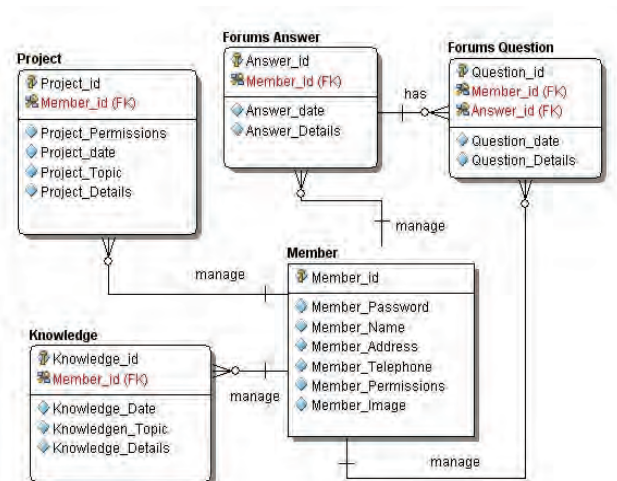 Project
Project_id
Member_id (FK)
Project_Permissions
Project_date
Project_Topic
Project_Details
Forums Answer
Answer_id
Member_id (FK)
Answer_date
Answer_Details
has
Forums Question
Question_id
Member_id (FK)
Answer_id (FK)
Question_date
Question_Details
manage
manage
Member
Member_id
Member_Password
Member_Name
Member_Address
Member_Telephone
Member_Permissions
Member_Image
Knowledge
Knowledge_id
Member_id (FK)
Knowledge_Date
Knowledgen_Topic
Knowledge_Details
manage
manage